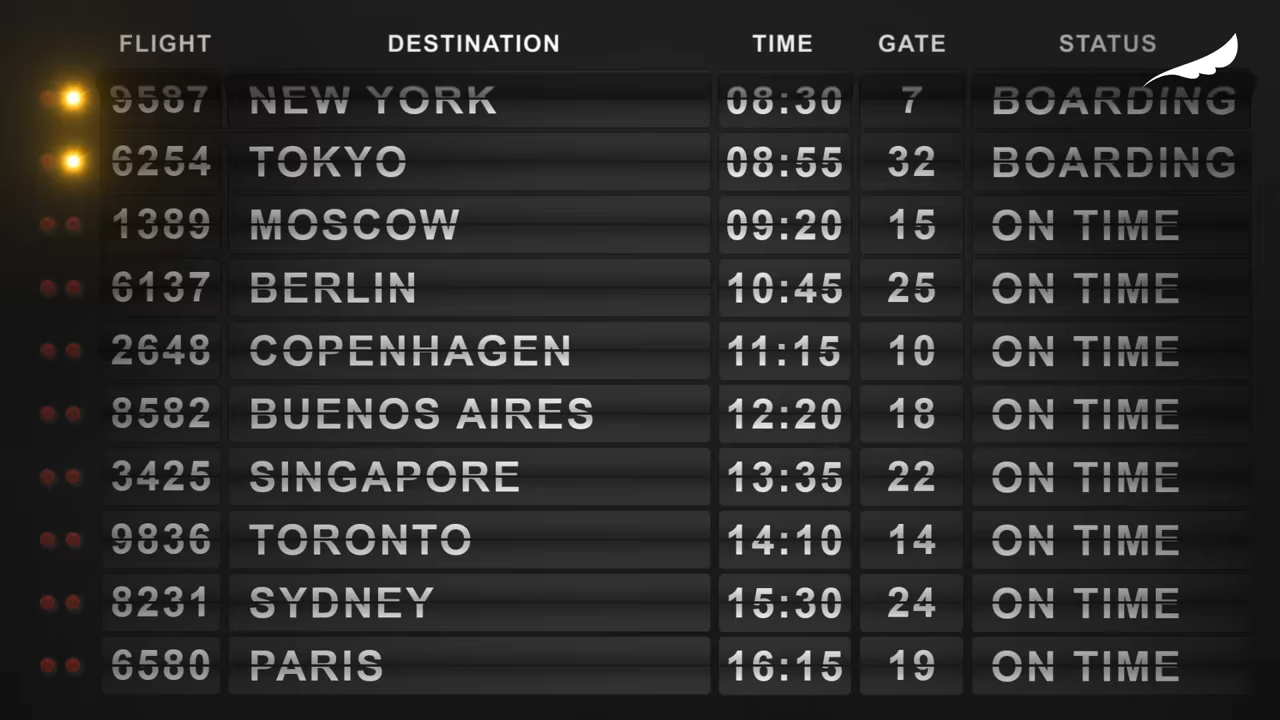 FLIGHT DESTINATION TIME GATE STATUS
9587 NEW YORK 08:30 7 BOARDING
6254 TOKYO 08:55 32 BOARDING
1389 MOSCOW 09:20 15 ON TIME
6137 BERLIN 10:45 25 ON TIME
2648 COPENHAGEN 11:15 10 ON TIME
8582 BUENOS AIRES 12:20 18 ON TIME
3425 SINGAPORE 13:35 22 ON TIME
9836 TORONTO 14:10 14 ON TIME
8231 SYDNEY 15:30 24 ON TIME
6580 PARIS 16:15 19 ON TIME